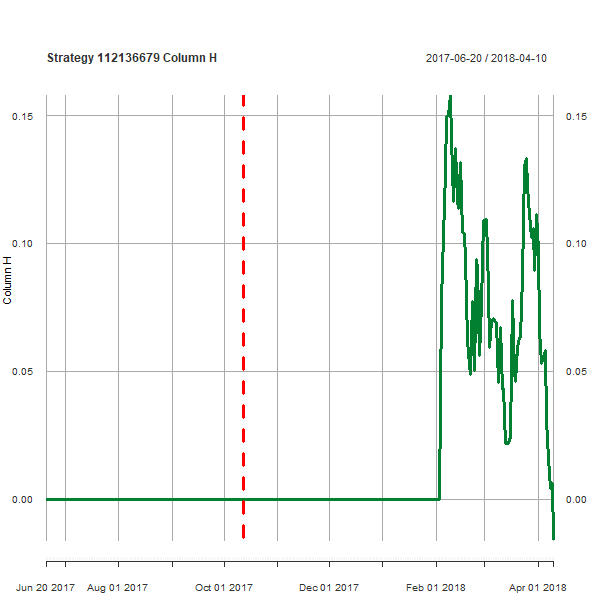 Strategy 112136679 Column H
2017-06-20 / 2018-04-10
0.15
0.15
0.10
0.10
Column H
0.05
0.05
0.00
0.00
Jun 20 2017
Aug 01 2017
Oct 01 2017
Dec 01 2017
Feb 01 2018
Apr 01 2018